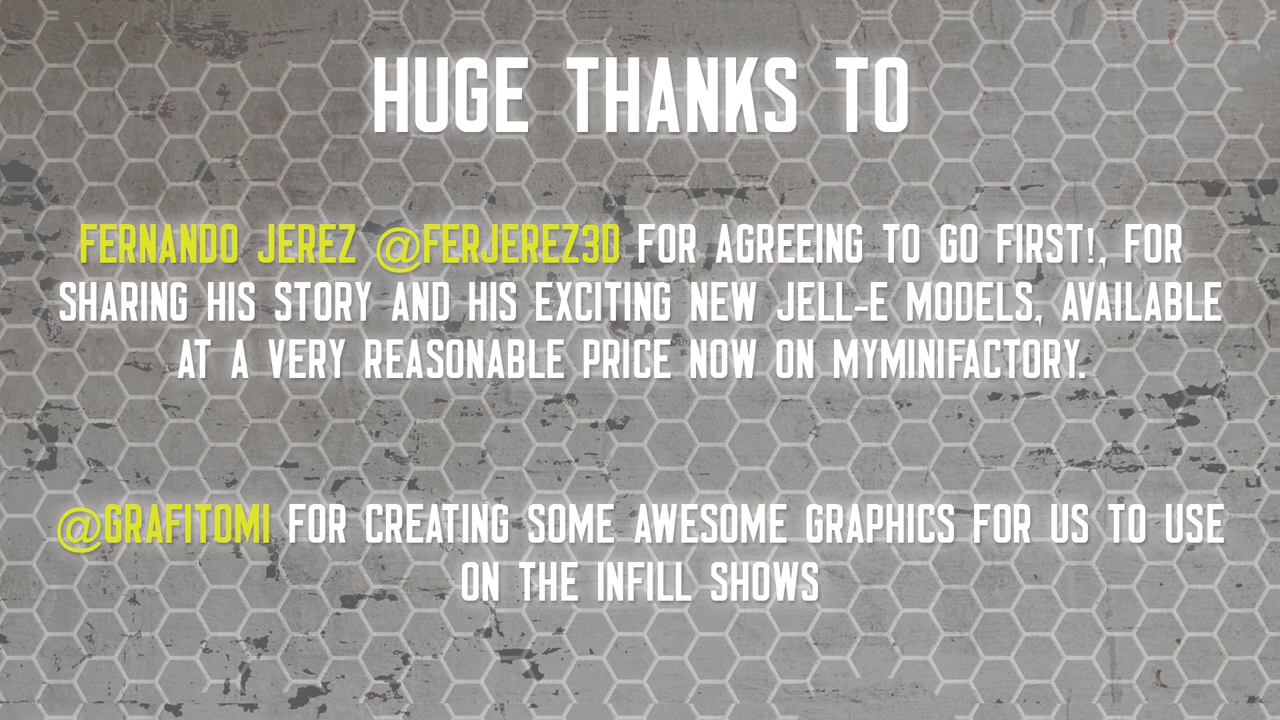 HUGE THANKS TO
FERNANDO JEREZ @FERJEREZ3D FOR AGREEING TO GO FIRST!, FOR
SHARING HIS STORY AND HIS EXCITING NEW JELL-E MODELS, AVAILABLE
AT A VERY REASONABLE PRICE NOW ON MYMINIFACTORY.
@GRAFITOMI FOR CREATING SOME AWESOME GRAPHICS FOR US TO USE
ON THE INFILL SHOWS